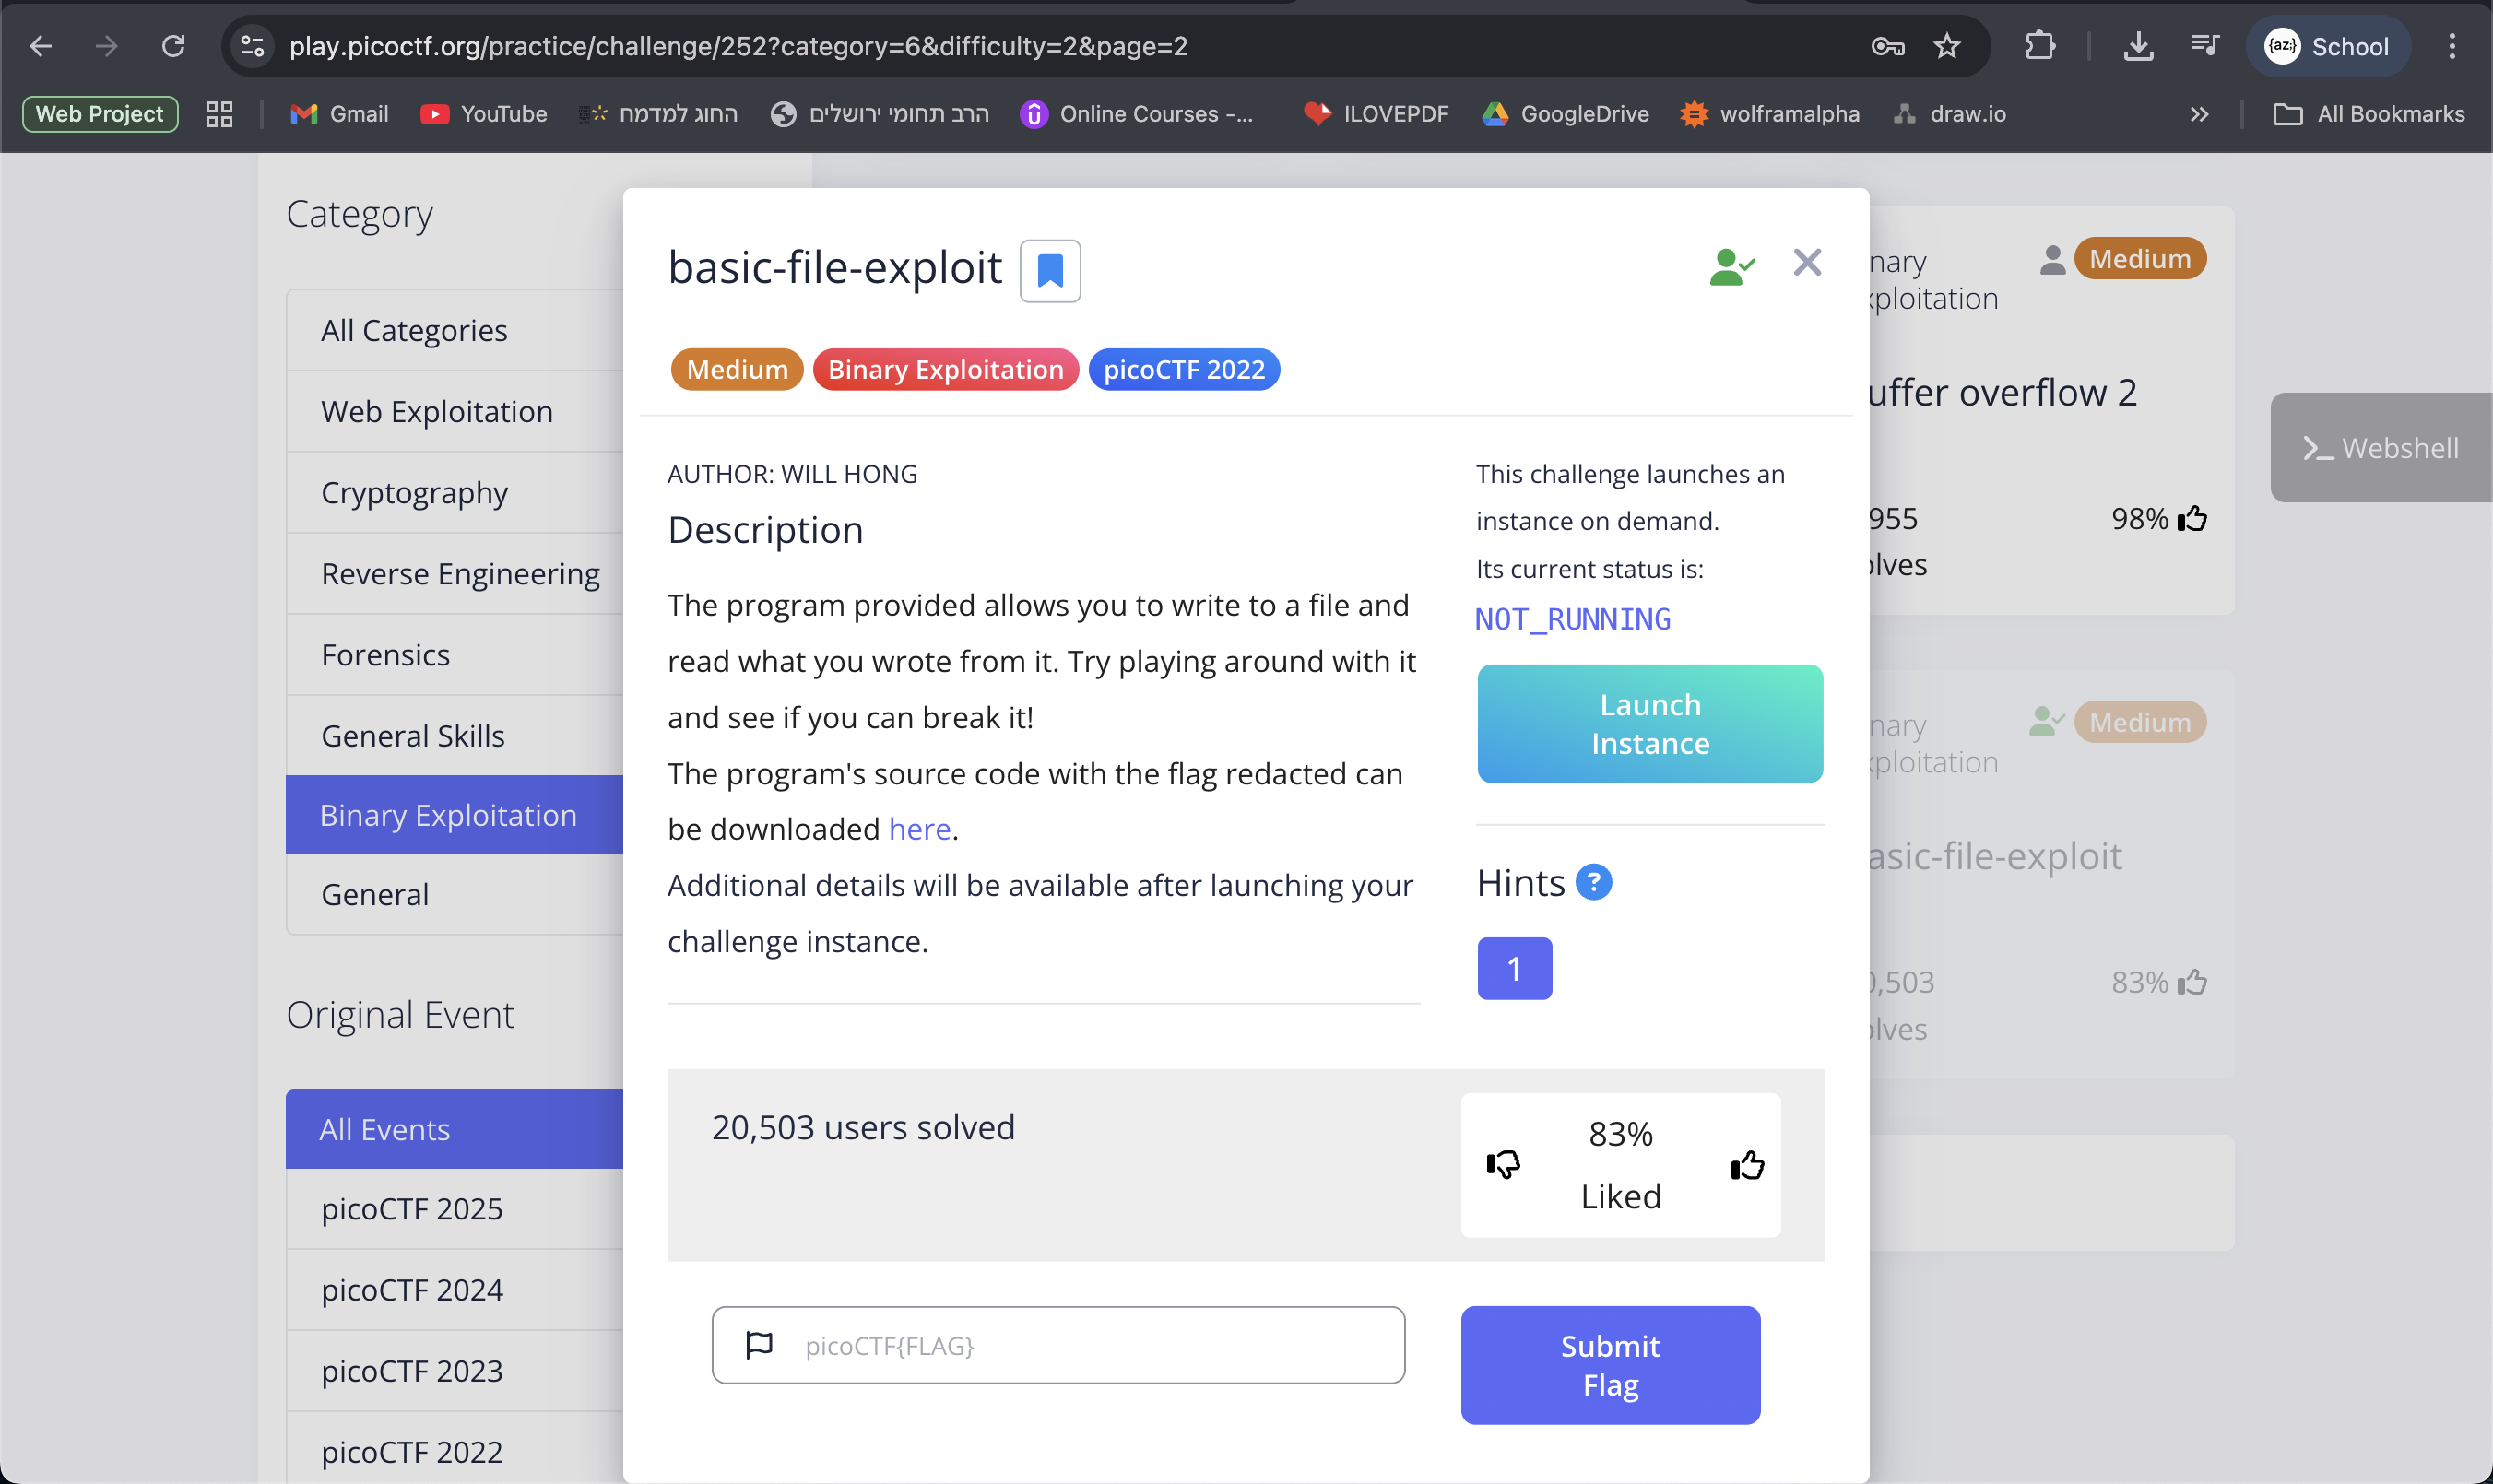 play.picoctf.org/practice/challenge/252?category=6&difficulty=2&page=2
{az;}
School
Web Project
Gmail
YouTube
החוג למדמח
הרב תחומי ירושלים
Online Courses -...
ILOVEPDF
GoogleDrive
wolframalpha
draw.io
All Bookmarks
Category
All Categories
Web Exploitation
Cryptography
Reverse Engineering
Forensics
General Skills
Binary Exploitation
General
Original Event
All Events
picoCTF 2025
picoCTF 2024
picoCTF 2023
picoCTF 2022
basic-file-exploit
Medium
Binary Exploitation
picoCTF 2022
AUTHOR: WILL HONG
Description
The program provided allows you to write to a file and
read what you wrote from it. Try playing around with it
and see if you can break it!
The program's source code with the flag redacted can
be downloaded here.
Additional details will be available after launching your
challenge instance.
This challenge launches an
instance on demand.
Its current status is:
NOT_RUNNING
Launch
Instance
Hints ?
1
20,503 users solved
83%
Liked
picoCTF{FLAG}
Submit
Flag
nary
xploitation
Medium
uffer overflow 2
955
olves
98%
nary
xploitation
Medium
asic-file-exploit
0,503
olves
83%
Webshell